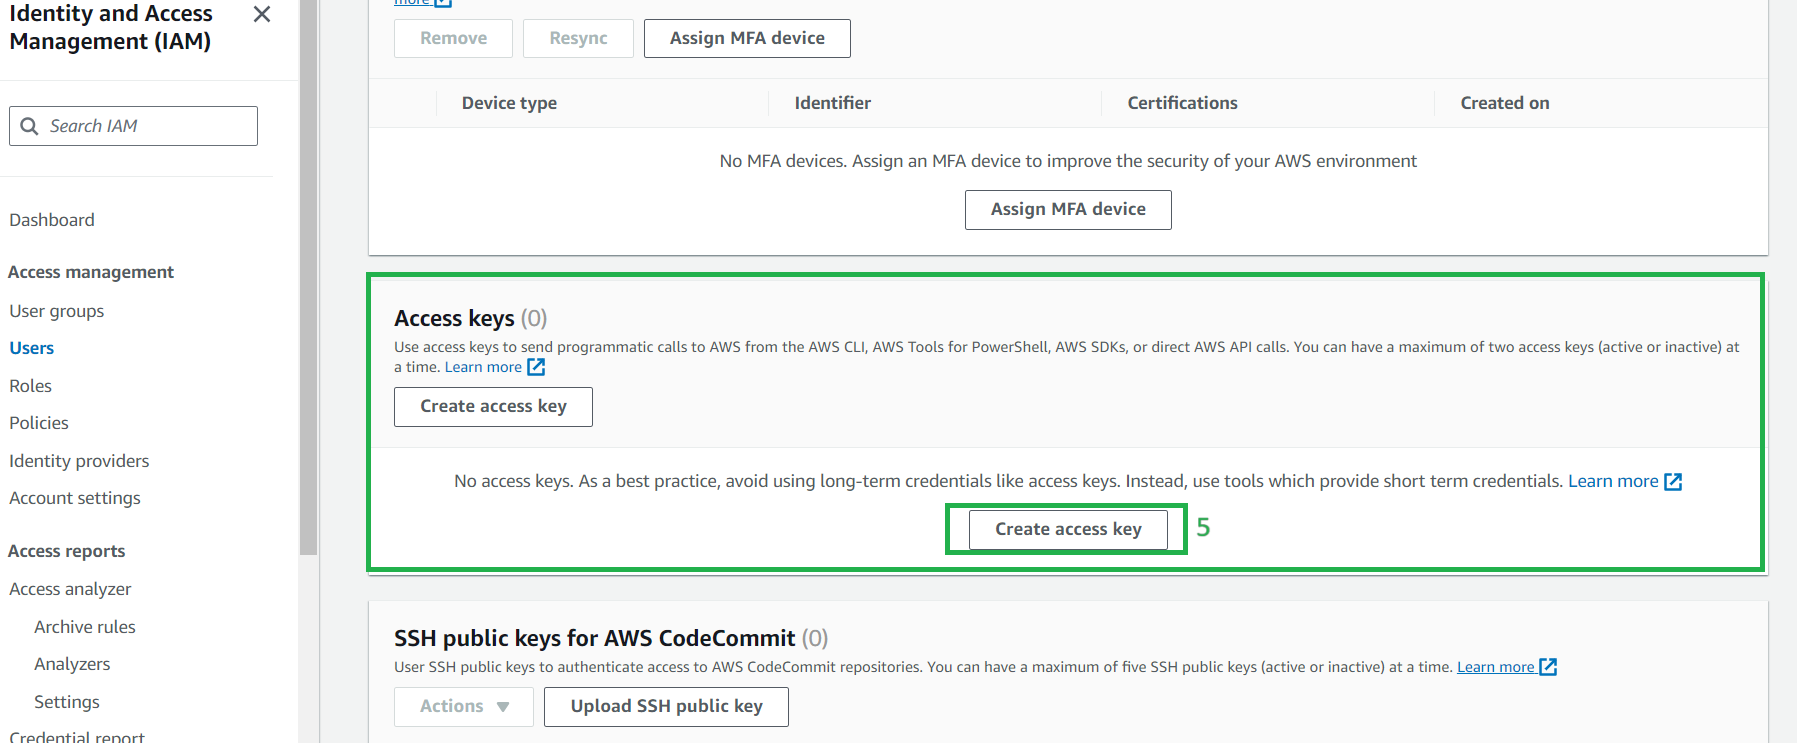 Identity and Access
Management (IAM)
Search IAM
Dashboard
Access management
User groups
Users
Roles
Policies
Identity providers
Account settings
Access reports
Access analyzer
Archive rules
Analyzers
Settings
Credential report
more
Remove
Resync
Assign MFA device
Device type
Identifier
Certifications
Created on
No MFA devices. Assign an MFA device to improve the security of your AWS environment
Assign MFA device
Access keys (0)
Use access keys to send programmatic calls to AWS from the AWS CLI, AWS Tools for PowerShell, AWS SDKs, or direct AWS API calls. You can have a maximum of two access keys (active or inactive) at
a time. Learn more
Create access key
No access keys. As a best practice, avoid using long-term credentials like access keys. Instead, use tools which provide short term credentials. Learn more
Create access key
5
SSH public keys for AWS CodeCommit (0)
User SSH public keys to authenticate access to AWS CodeCommit repositories. You can have a maximum of five SSH public keys (active or inactive) at a time. Learn more
Actions
Upload SSH public key